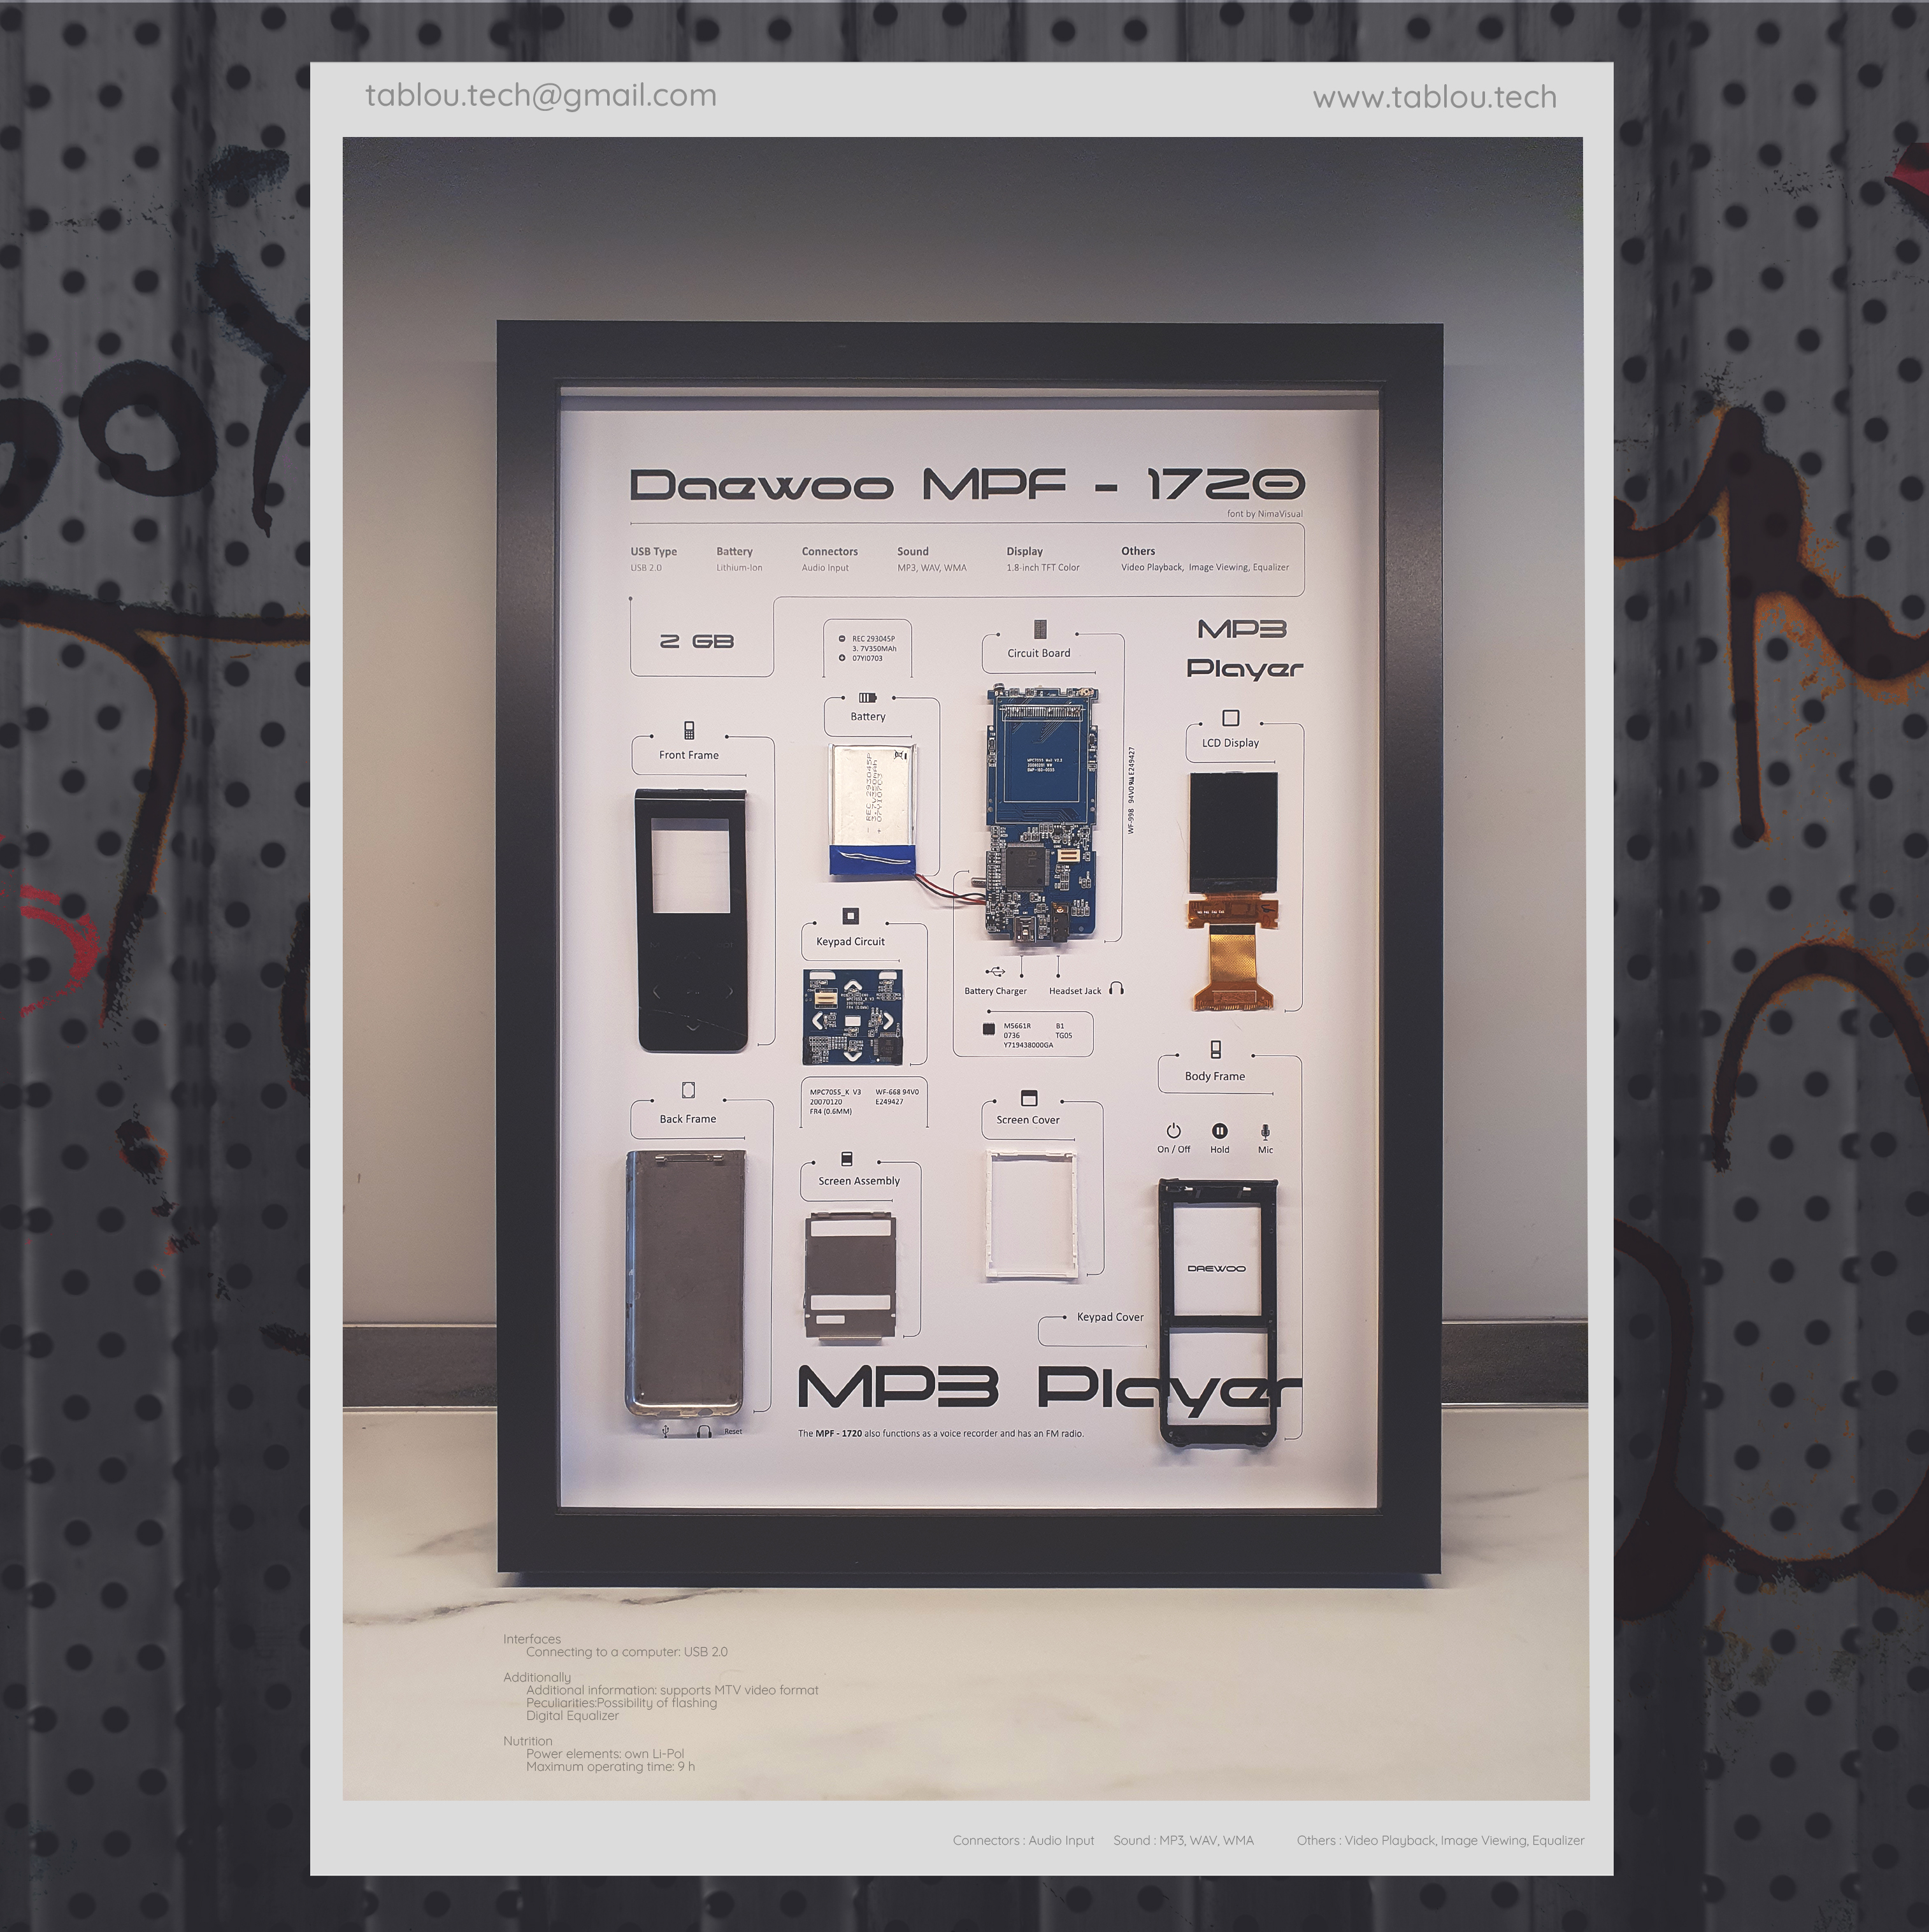 tablou.tech@gmail.com
www.tablou.tech
Daewoo MPF - 1720
font by NimaVisual
USB Type
USB 2.0
Battery
Lithium-Ion
Connectors
Audio Input
Sound
MP3, WAV, WMA
Display
1.8-inch TFT Color
Others
Video Playback, Image Viewing, Equalizer
2 GB
REC 293045P
3.7V350MAh
07YI0703
Circuit Board
MP3
Player
Battery
Front Frame
LCD Display
REC 293045P
3.7V350mAh
07YI0703
WF-998 94V0 E249427
Keypad Circuit
Battery Charger
Headset Jack
M5661R B1
0736 TG05
Y719438000GA
Body Frame
MPC7055_K V3 WF-668 94V0
20070120 E249427
FR4 (0.6MM)
Back Frame
Screen Cover
On / Off
Hold
Mic
Screen Assembly
DAEWOO
Keypad Cover
MP3 Player
Reset
The MPF - 1720 also functions as a voice recorder and has an FM radio.
Interfaces
Connecting to a computer: USB 2.0
Additionally
Additional information: supports MTV video format
Peculiarities:Possibility of flashing
Digital Equalizer
Nutrition
Power elements: own Li-Pol
Maximum operating time: 9 h
Connectors : Audio Input Sound : MP3, WAV, WMA Others : Video Playback, Image Viewing, Equalizer